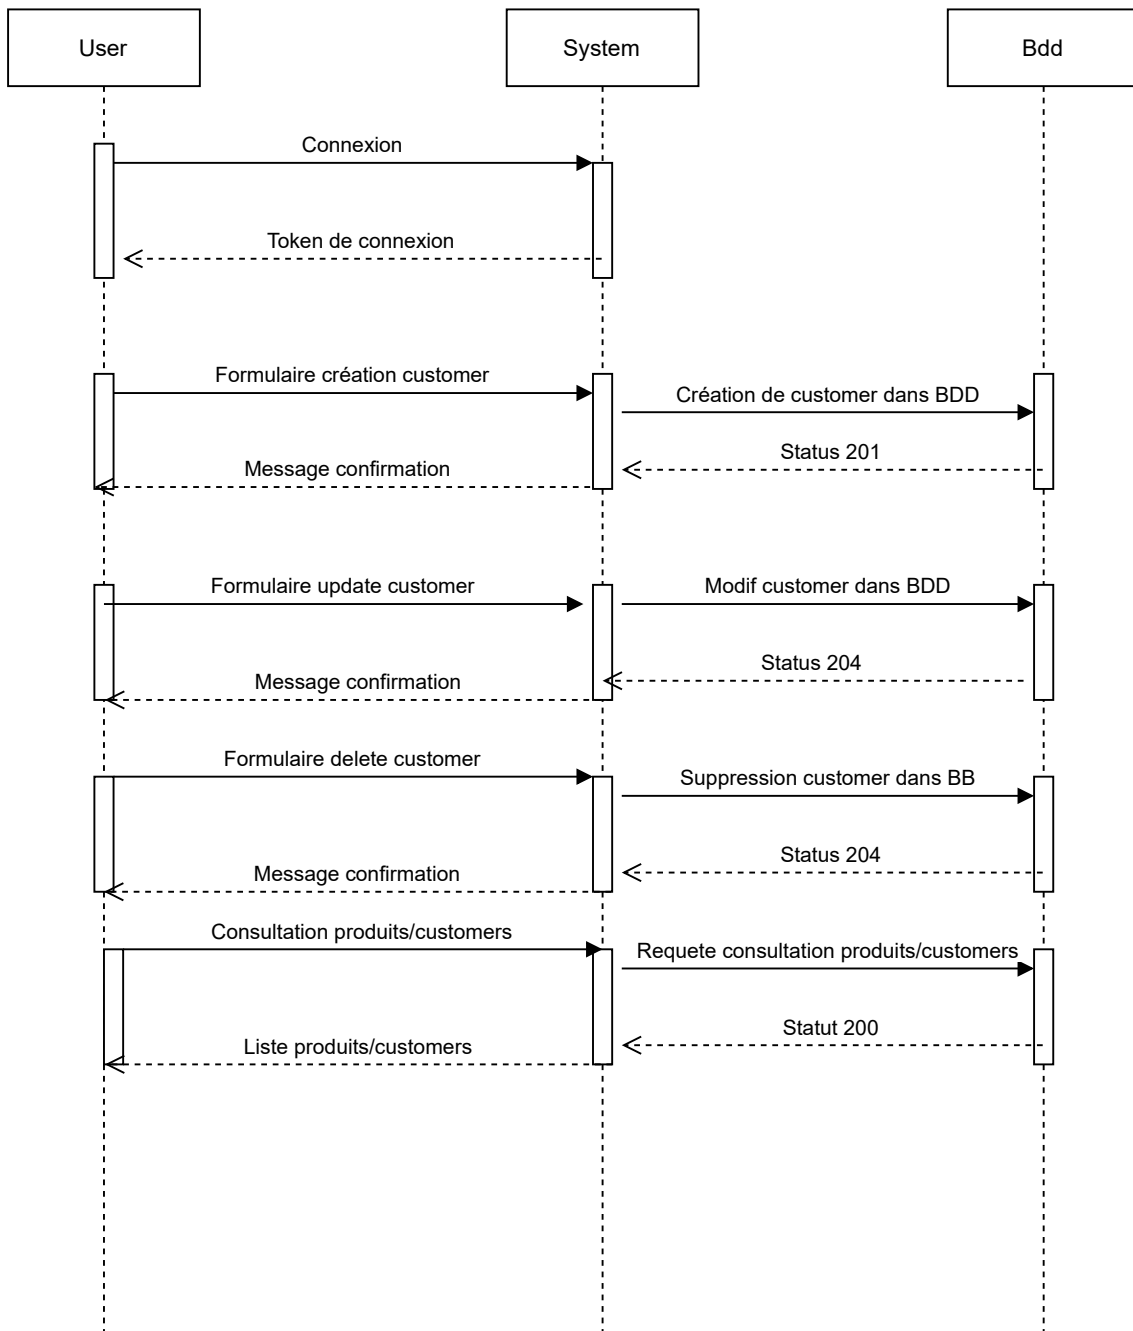 User
System
Bdd
Connexion
Token de connexion
Formulaire création customer
Création de customer dans BDD
Status 201
Message confirmation
Formulaire update customer
Modif customer dans BDD
Status 204
Message confirmation
Formulaire delete customer
Suppression customer dans BB
Status 204
Message confirmation
Consultation produits/customers
Requete consultation produits/customers
Statut 200
Liste produits/customers